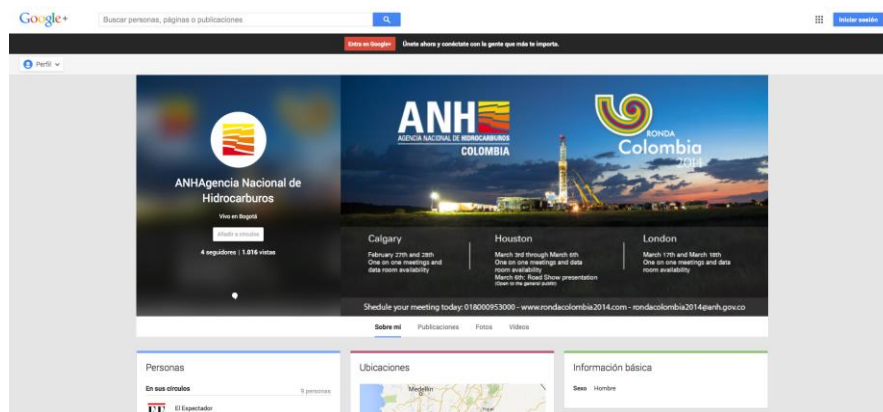 Google+
Buscar personas, páginas o publicaciones
Iniciar sesión
Entra en Google+
Únete ahora y conéctate con la gente que más te importa.
Perfil
ANHAgencia Nacional de
Hidrocarburos
Vivo en Bogotá
Añadir a círculos
4 seguidores | 1.016 vistas
ANH
AGENCIA NACIONAL DE HIDROCARBUROS
COLOMBIA
RONDA
Colombia
2014
Calgary
February 27th and 28th
One on one meetings and
data room availability
Houston
March 3rd through March 6th
One on one meetings and data
room availability
March 6th: Road Show presentation
(Open to the general public)
London
March 17th and March 18th
One on one meetings and data
room availability
Shedule your meeting today: 018000953000 - www.rondacolombia2014.com - rondacolombia2014@anh.gov.co
Sobre mí
Publicaciones
Fotos
Vídeos
Personas
En sus círculos
9 personas
EE
El Espectador
Ubicaciones
Medellín
Información básica
Sexo
Hombre